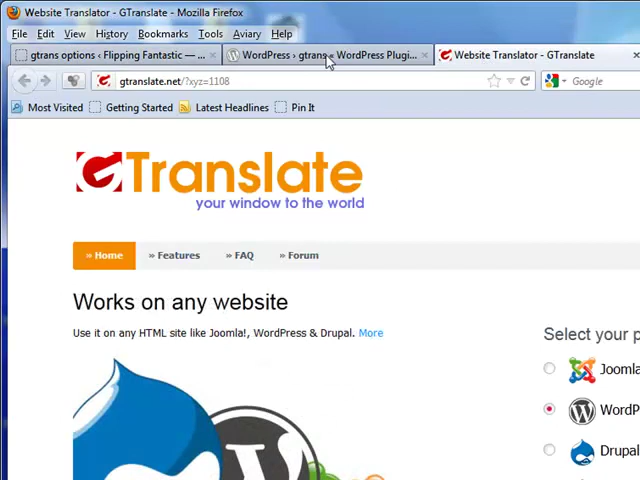 Website Translator - GTranslate - Mozilla Firefox
File Edit View History Bookmarks Tools Aviary Help
gtrans options ‹ Flipping Fantastic — ... WordPress › gtrans « WordPress Plugi... Website Translator - GTranslate
gtranslate.net/?xyz=1108 Google
Most Visited Getting Started Latest Headlines Pin It
GTranslate
your window to the world
» Home » Features » FAQ » Forum
Works on any website
Use it on any HTML site like Joomla!, WordPress & Drupal. More
Select your p
Jooml
WordP
Drupal